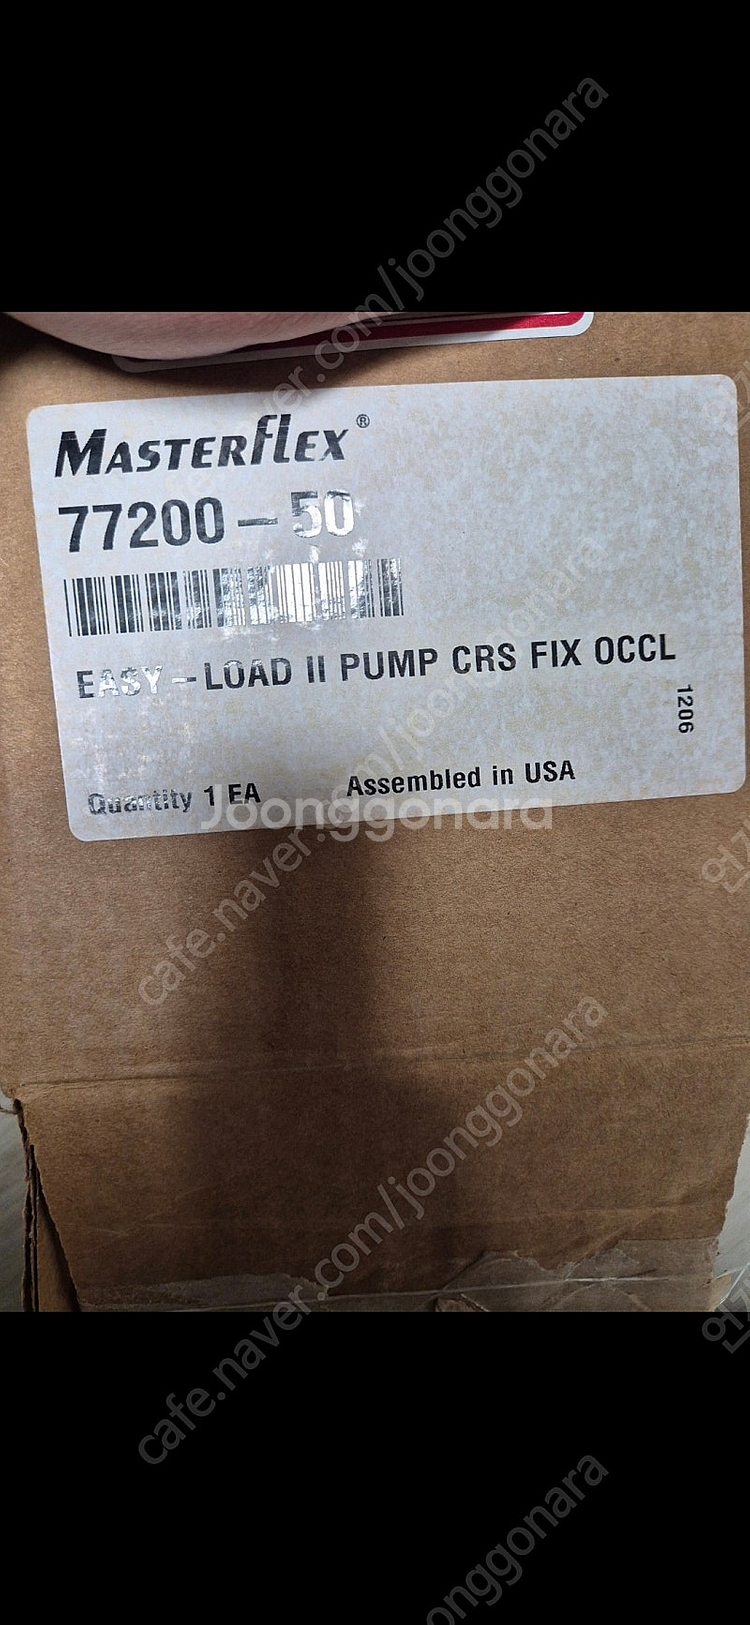 MASTERFLEX®
77200-50
EASY-LOAD II PUMP CRS FIX OCCL
1206
Quantity 1 EA Assembled in USA
Joonggonara
cafe.naver.com/joonggonara
cafe.naver.com/joonggonara
cafe.naver.com/joonggonara